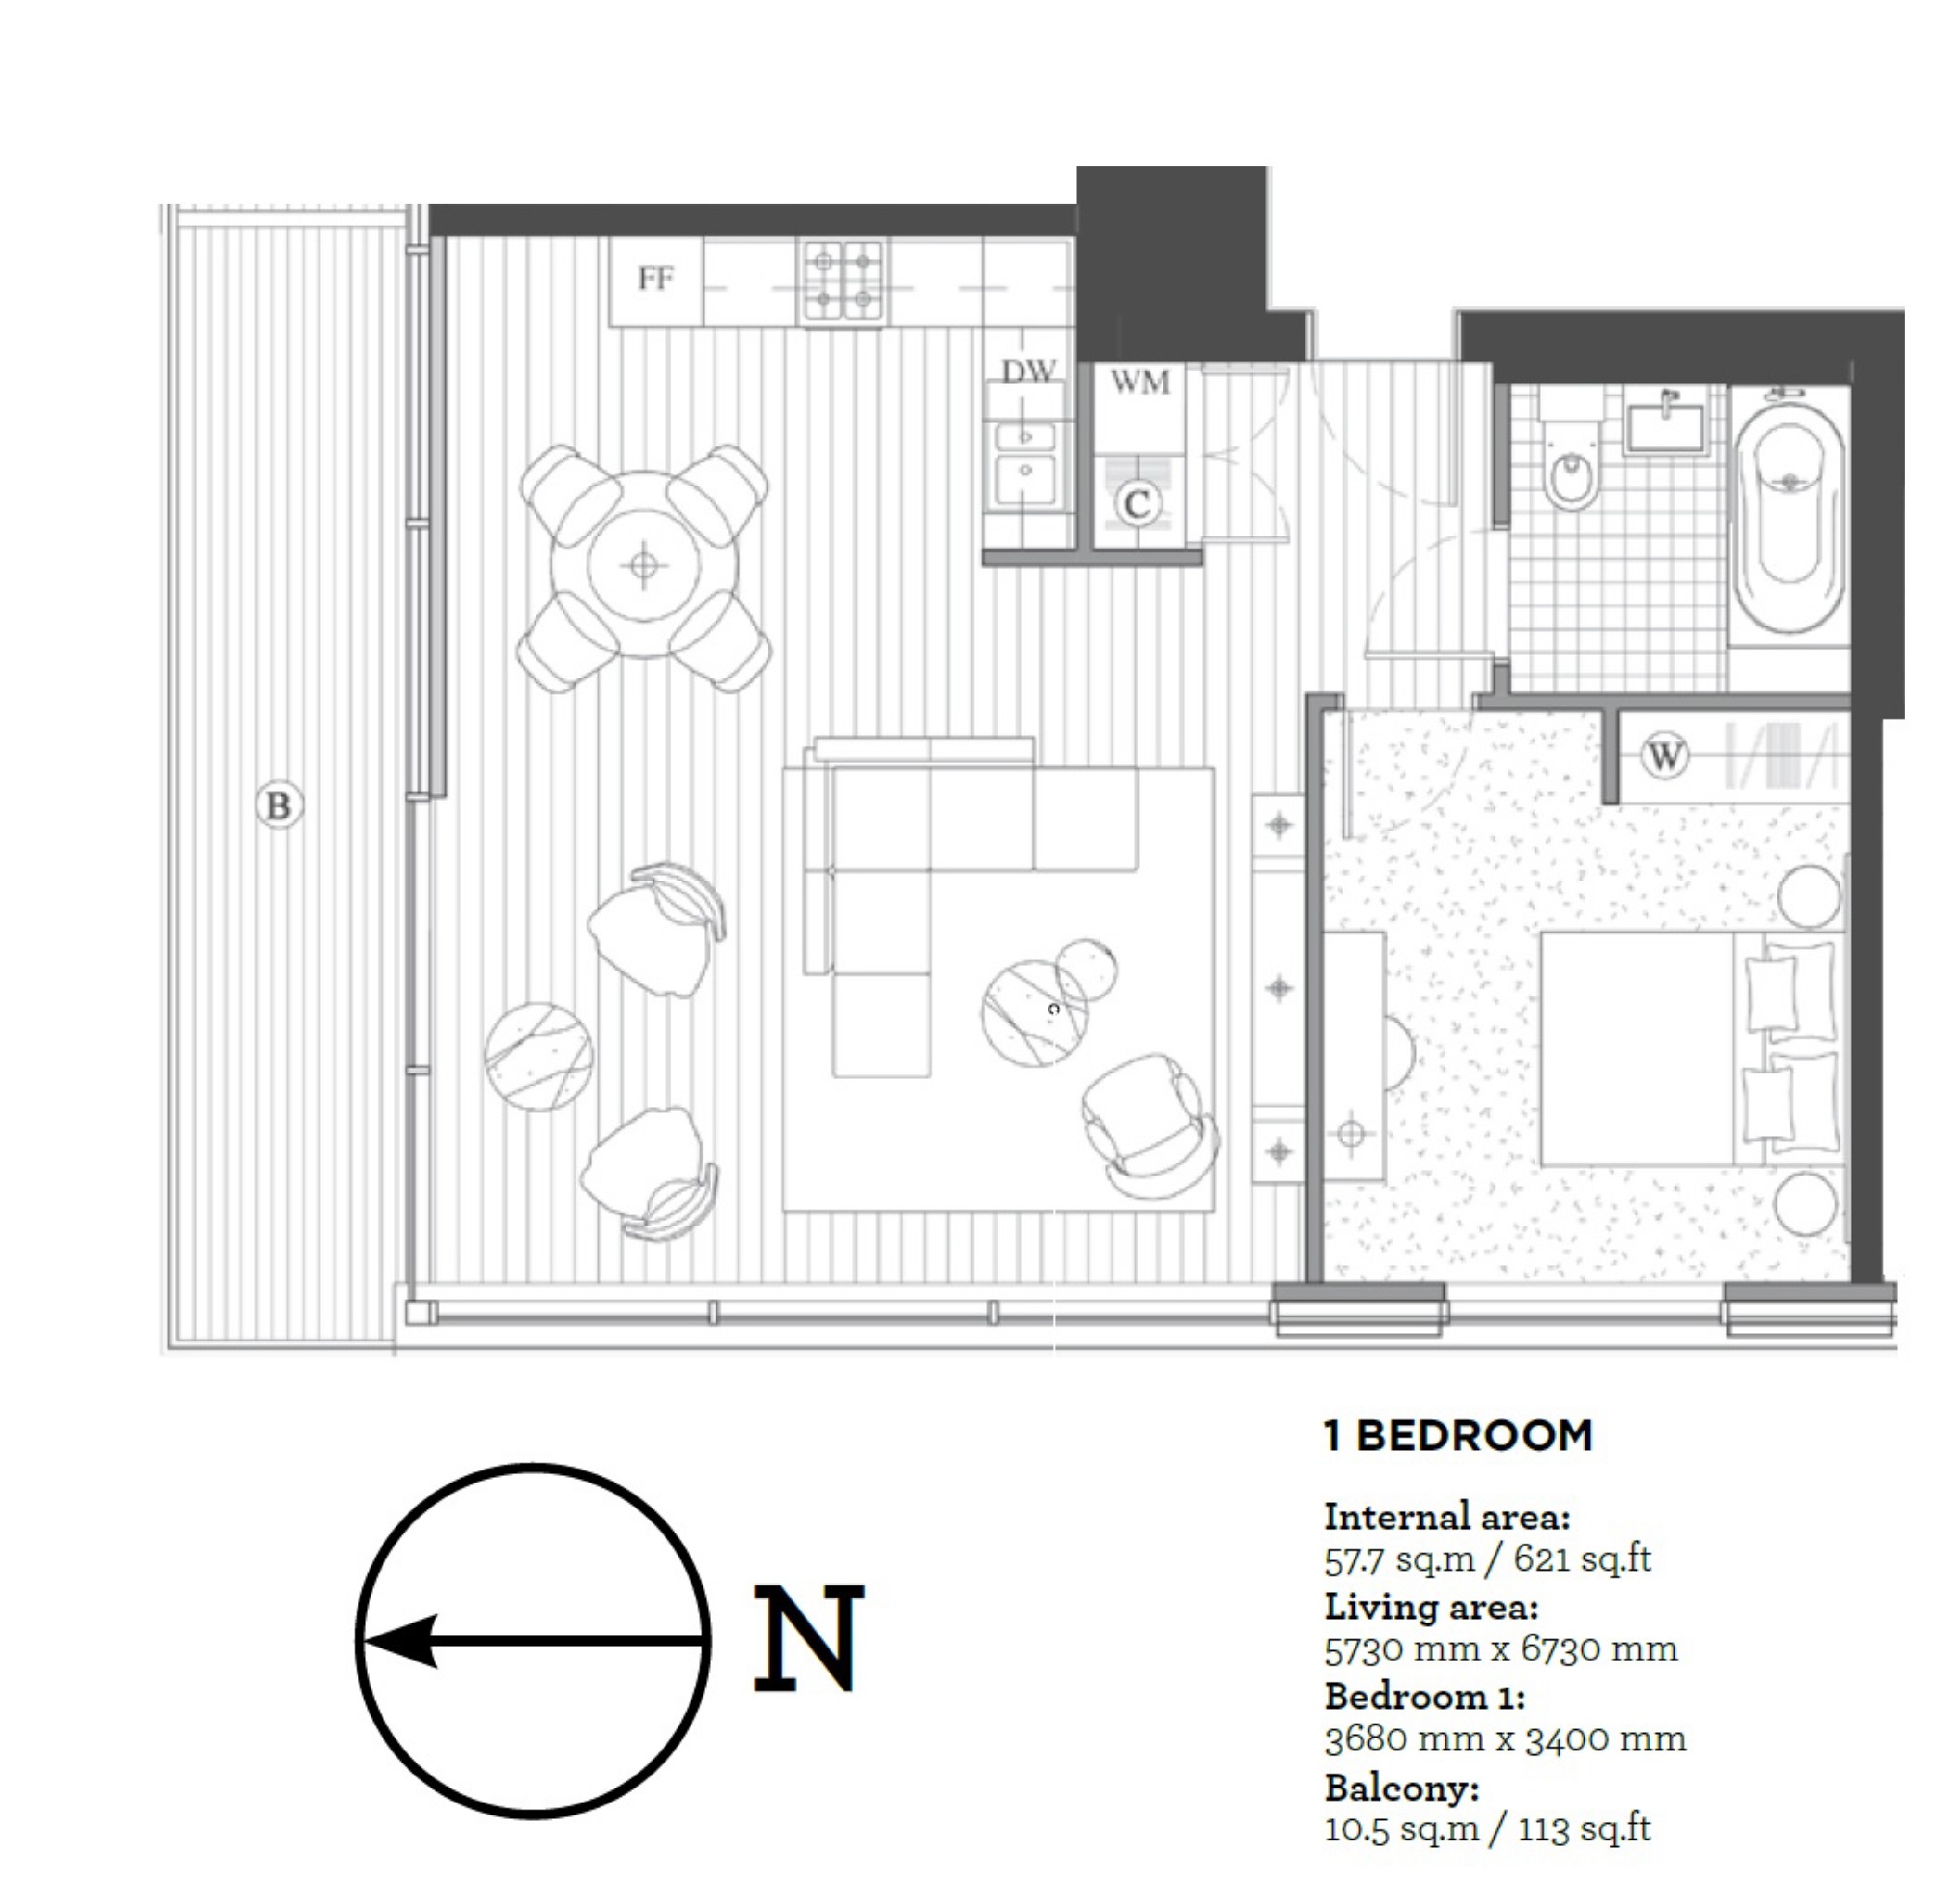 FF
DW
WM
C
W
B
c
N
1 BEDROOM
Internal area:
57.7 sq.m / 621 sq.ft
Living area:
5730 mm x 6730 mm
Bedroom 1:
3680 mm x 3400 mm
Balcony:
10.5 sq.m / 113 sq.ft